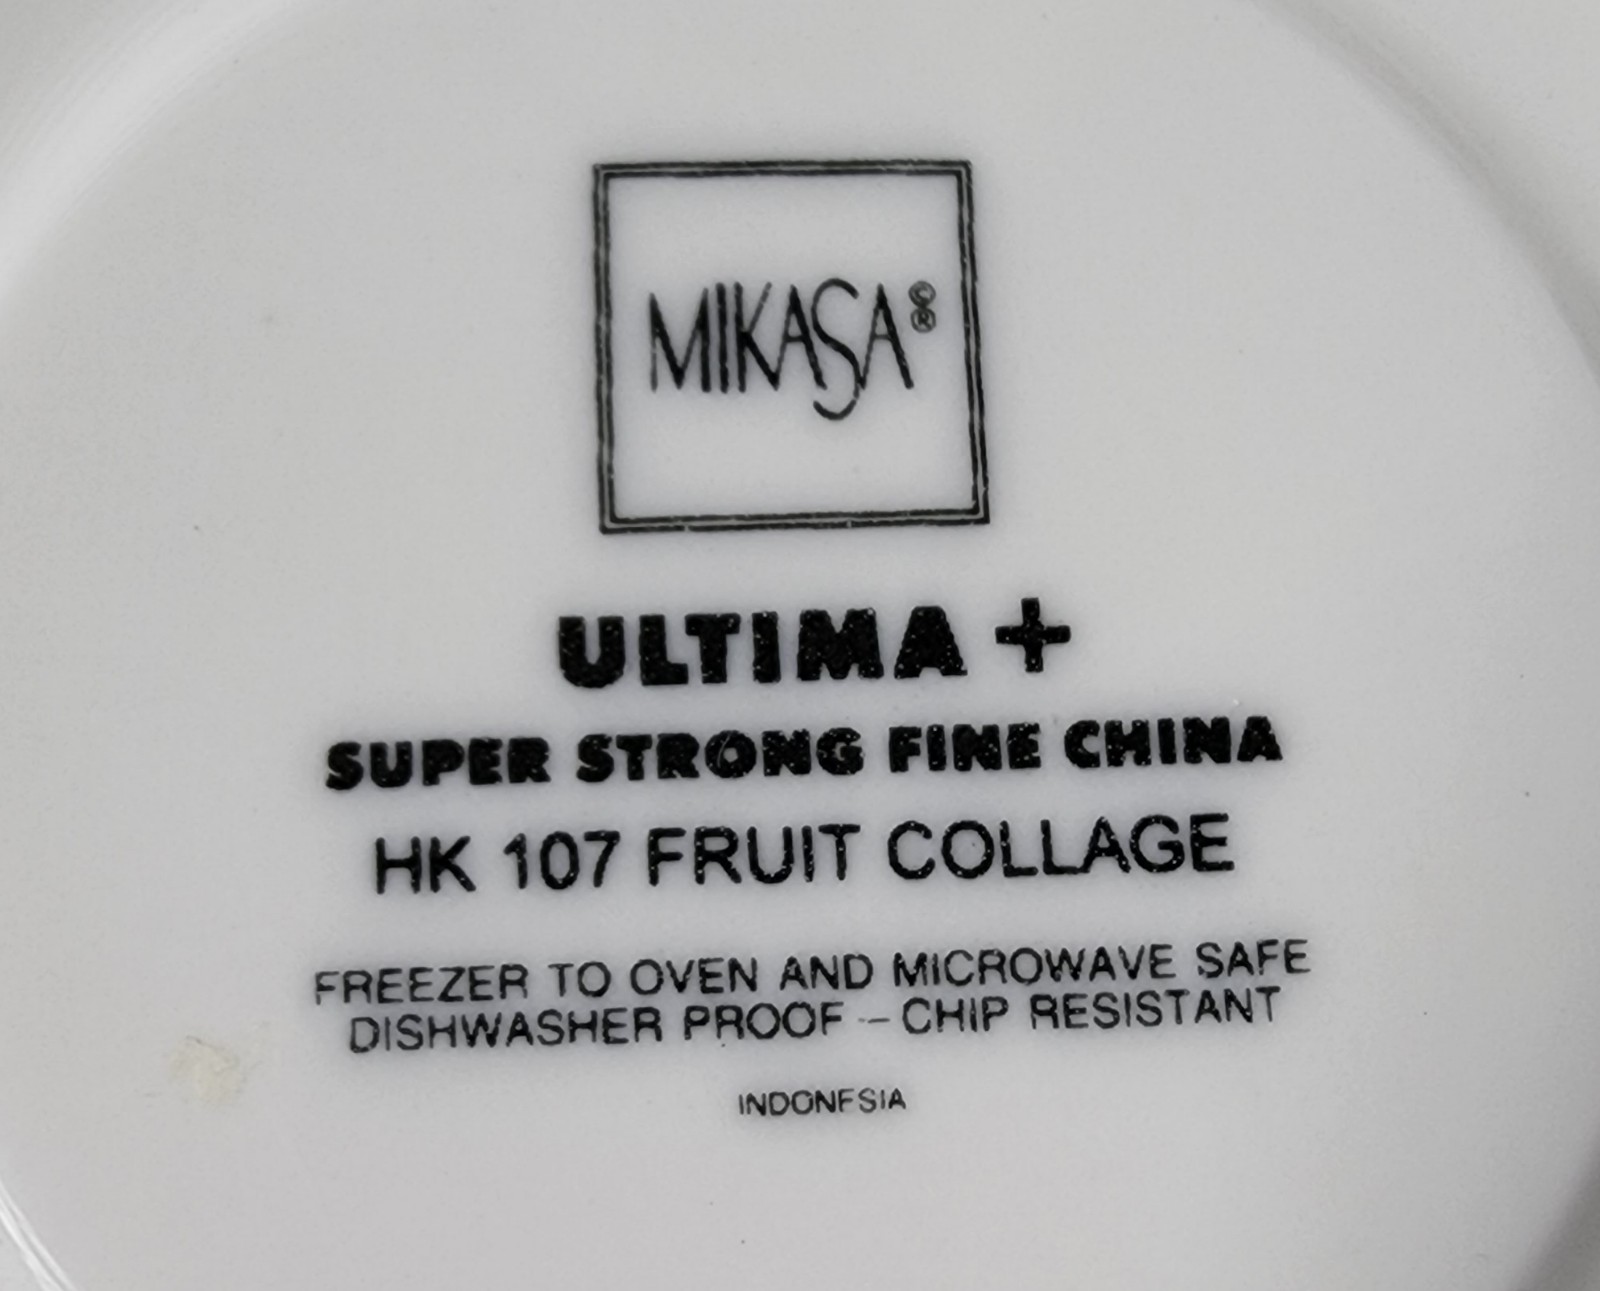 MIKASA©®
ULTIMA +
SUPER STRONG FINE CHINA
HK 107 FRUIT COLLAGE
FREEZER TO OVEN AND MICROWAVE SAFE
DISHWASHER PROOF – CHIP RESISTANT
INDONESIA